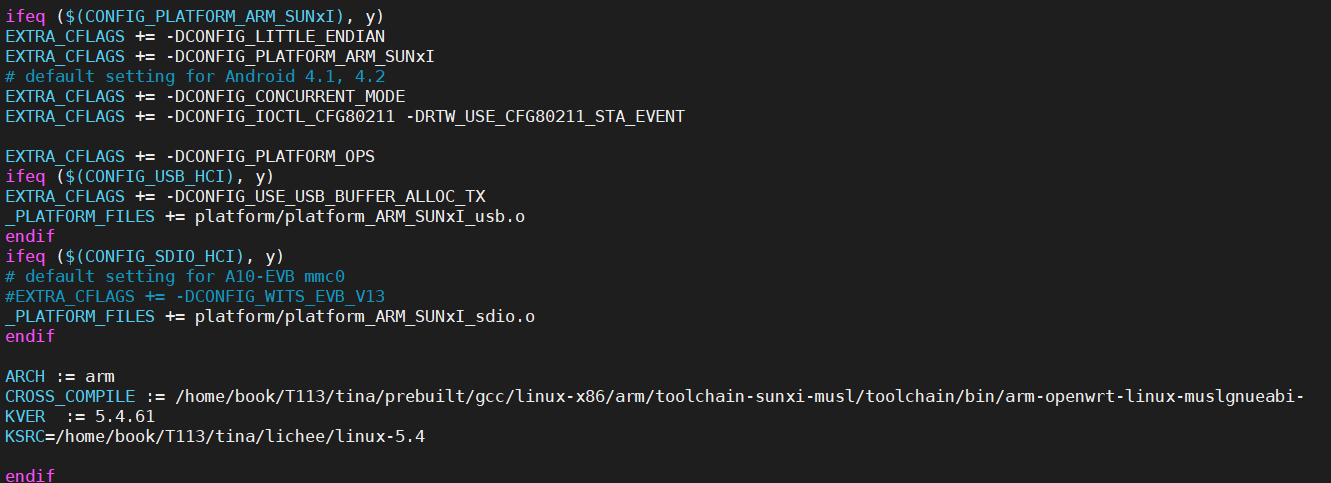 ifeq ($(CONFIG_PLATFORM_ARM_SUNxI), y)
EXTRA_CFLAGS += -DCONFIG_LITTLE_ENDIAN
EXTRA_CFLAGS += -DCONFIG_PLATFORM_ARM_SUNxI
# default setting for Android 4.1, 4.2
EXTRA_CFLAGS += -DCONFIG_CONCURRENT_MODE
EXTRA_CFLAGS += -DCONFIG_IOCTL_CFG80211 -DRTW_USE_CFG80211_STA_EVENT
EXTRA_CFLAGS += -DCONFIG_PLATFORM_OPS
ifeq ($(CONFIG_USB_HCI), y)
EXTRA_CFLAGS += -DCONFIG_USE_USB_BUFFER_ALLOC_TX
_PLATFORM_FILES += platform/platform_ARM_SUNxI_usb.o
endif
ifeq ($(CONFIG_SDIO_HCI), y)
# default setting for A10-EVB mmc0
#EXTRA_CFLAGS += -DCONFIG_WITS_EVB_V13
_PLATFORM_FILES += platform/platform_ARM_SUNxI_sdio.o
endif
ARCH := arm
CROSS_COMPILE := /home/book/T113/tina/prebuilt/gcc/linux-x86/arm/toolchain-sunxi-musl/toolchain/bin/arm-openwrt-linux-muslgnueabi-
KVER  := 5.4.61
KSRC=/home/book/T113/tina/lichee/linux-5.4
endif